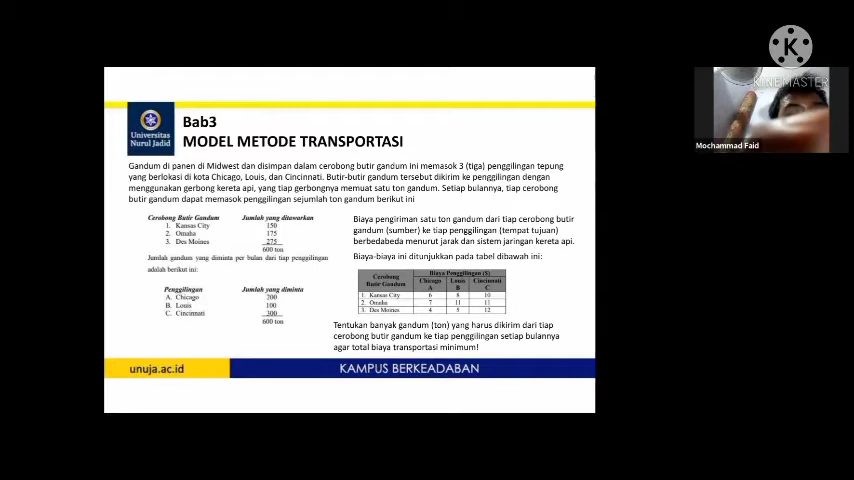 K
KINEMASTER
Mochammad Faid
Universitas
Nurul Jadid
Bab3
MODEL METODE TRANSPORTASI
Gandum di panen di Midwest dan disimpan dalam cerobong butir gandum ini memasok 3 (tiga) penggilingan tepung
yang berlokasi di kota Chicago, Louis, dan Cincinnati. Butir-butir gandum tersebut dikirim ke penggilingan dengan
menggunakan gerbong kereta api, yang tiap gerbongnya memuat satu ton gandum. Setiap bulannya, tiap cerobong
butir gandum dapat memasok penggilingan sejumlah ton gandum berikut ini
Cerobong Butir Gandum Jumlah yang ditawarkan
1. Kansas City 150
2. Omaha 175
3. Des Moines 275
600 ton
Jumlah gandum yang diminta per bulan dari tiap penggilingan
adalah berikut ini:
Penggilingan Jumlah yang diminta
A. Chicago 200
B. Louis 100
C. Cincinnati 300
600 ton
Biaya pengiriman satu ton gandum dari tiap cerobong butir
gandum (sumber) ke tiap penggilingan (tempat tujuan)
berbedabeda menurut jarak dan sistem jaringan kereta api.
Biaya-biaya ini ditunjukkan pada tabel dibawah ini:
Cerobong Butir Gandum Biaya Penggilingan ($)
Chicago Louis Cincinnati
A B C
1. Kansas City 6 8 10
2. Omaha 7 11 11
3. Des Moines 4 5 12
Tentukan banyak gandum (ton) yang harus dikirim dari tiap
cerobong butir gandum ke tiap penggilingan setiap bulannya
agar total biaya transportasi minimum!
unuja.ac.id
KAMPUS BERKEADABAN